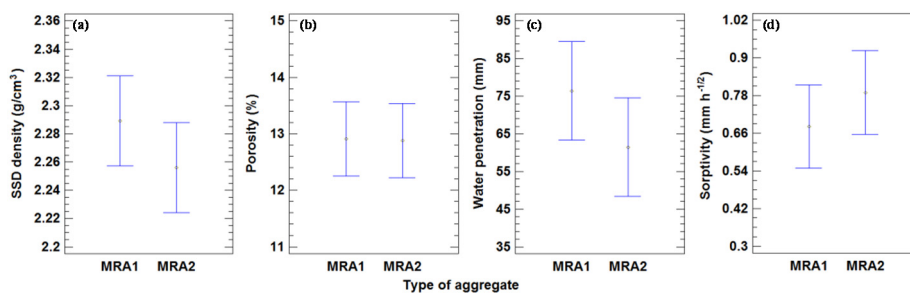 (a)
SSD density (g/cm³)
2.36
2.34
2.32
2.3
2.28
2.26
2.24
2.22
2.2
MRA1 MRA2
(b)
Porosity (%)
15
14
13
12
11
MRA1 MRA2
(c)
Water penetration (mm)
95
85
75
65
55
45
35
MRA1 MRA2
(d)
Sorptivity (mm h⁻¹/²)
1.02
0.9
0.78
0.66
0.54
0.42
0.3
MRA1 MRA2
Type of aggregate